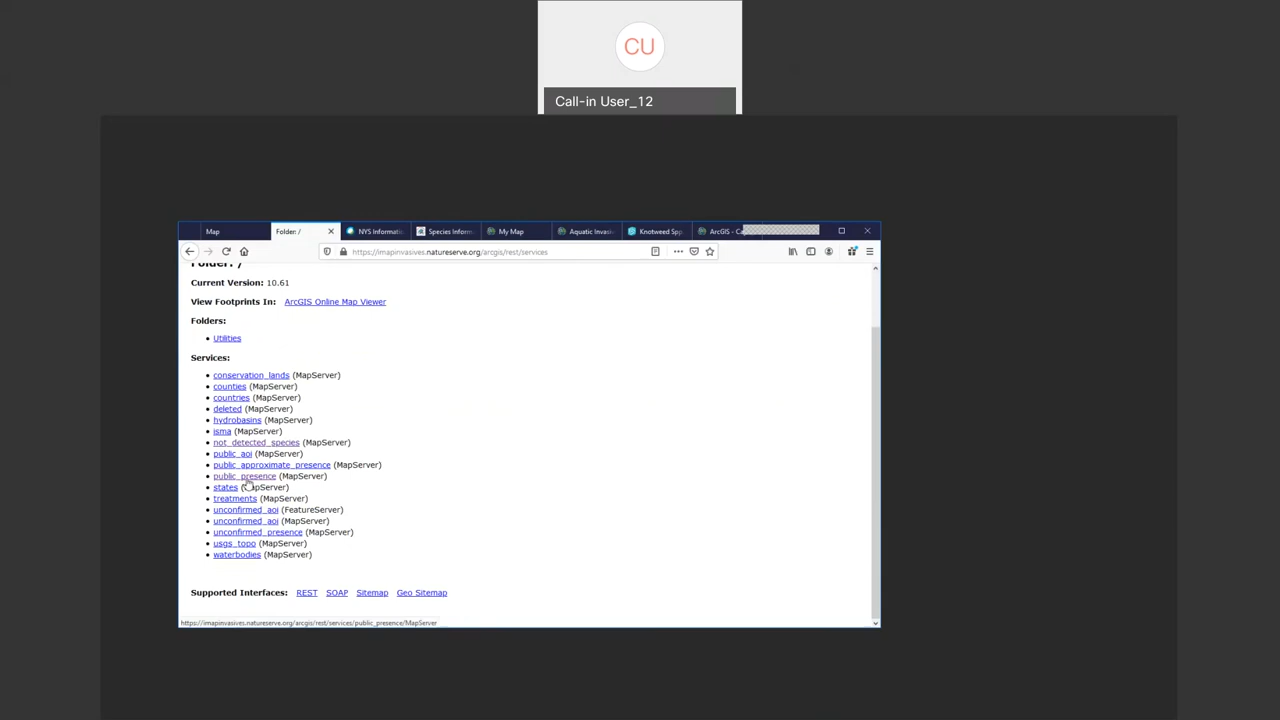 CU
Call-in User_12
Map
Folder: /
NYS Informati
Species Inform
My Map
Aquatic Invasi
Knotweed Spp
ArcGIS - Ca
https://imapinvasives.natureserve.org/arcgis/rest/services
Folder: /
Current Version: 10.61
View Footprints In: ArcGIS Online Map Viewer
Folders:
• Utilities
Services:
• conservation_lands (MapServer)
• counties (MapServer)
• countries (MapServer)
• deleted (MapServer)
• hydrobasins (MapServer)
• isma (MapServer)
• not_detected_species (MapServer)
• public_aoi (MapServer)
• public_approximate_presence (MapServer)
• public_presence (MapServer)
• states (MapServer)
• treatments (MapServer)
• unconfirmed_aoi (FeatureServer)
• unconfirmed_aoi (MapServer)
• unconfirmed_presence (MapServer)
• usgs_topo (MapServer)
• waterbodies (MapServer)
Supported Interfaces: REST SOAP Sitemap Geo Sitemap
https://imapinvasives.natureserve.org/arcgis/rest/services/public_presence/MapServer